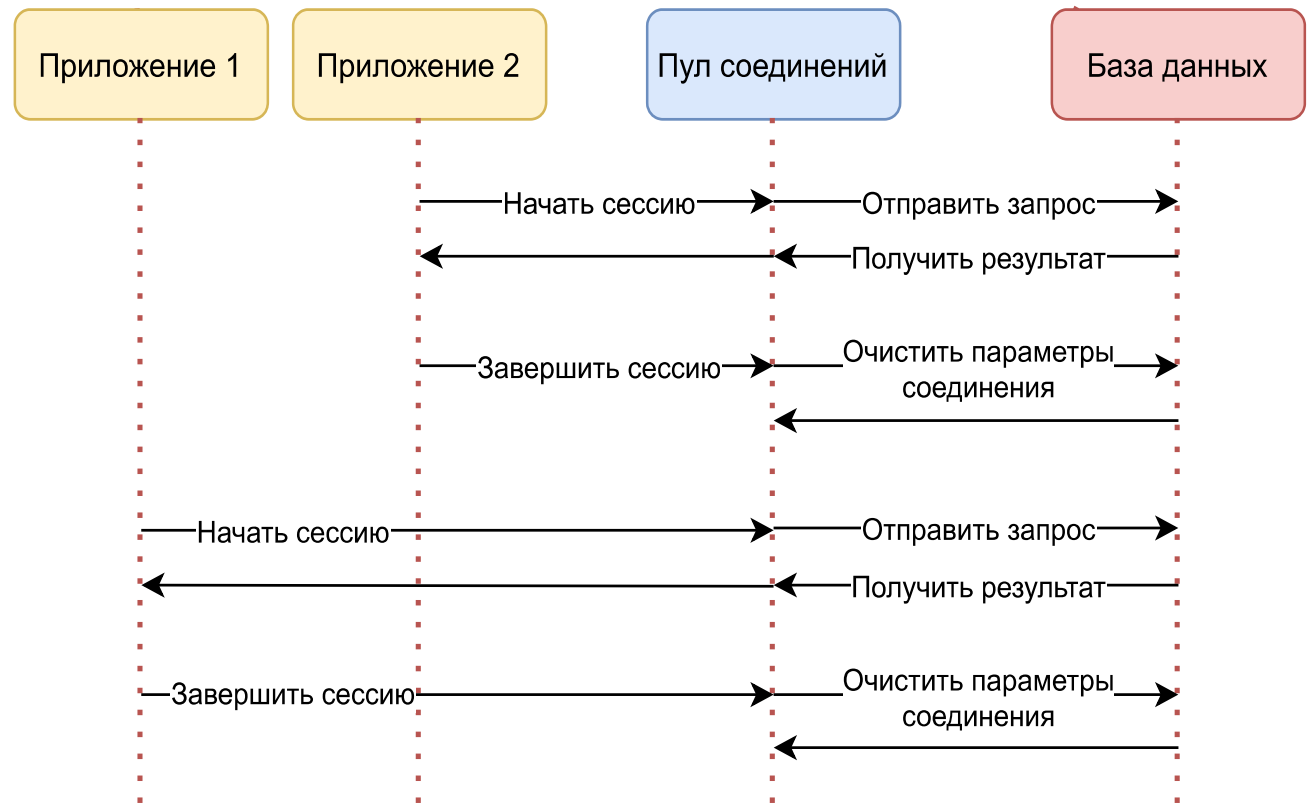 Приложение 1
Приложение 2
Пул соединений
База данных
Начать сессию
Отправить запрос
Получить результат
Завершить сессию
Очистить параметры
соединения
Начать сессию
Отправить запрос
Получить результат
Завершить сессию
Очистить параметры
соединения